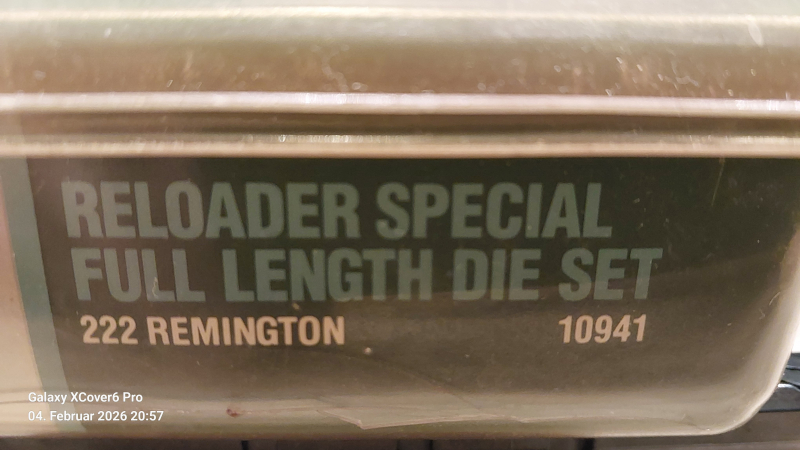 RELOADER SPECIAL
FULL LENGTH DIE SET
222 REMINGTON 10941
Galaxy XCover6 Pro
04. Februar 2026 20:57